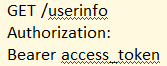 GET /userinfo
Authorization:
Bearer access_token